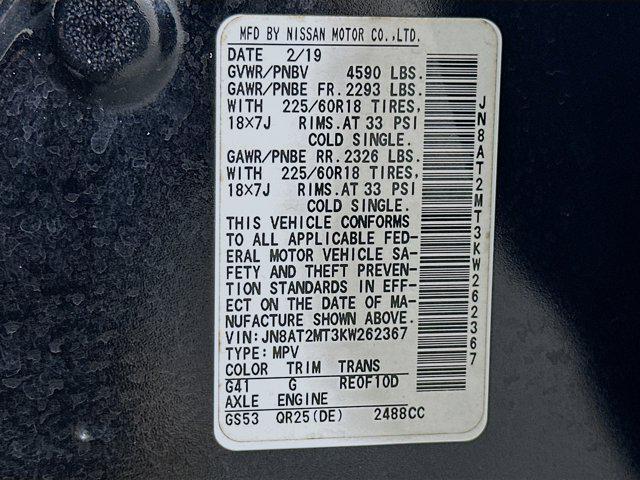 MFD BY NISSAN MOTOR CO.,LTD.
DATE 2/19
GVWR/PNBV 4590 LBS.
GAWR/PNBE FR. 2293 LBS.
WITH 225/60R18 TIRES,
18×7J RIMS. AT 33 PSI
COLD SINGLE.
GAWR/PNBE RR. 2326 LBS.
WITH 225/60R18 TIRES,
18×7J RIMS. AT 33 PSI
COLD SINGLE.
THIS VEHICLE CONFORMS
TO ALL APPLICABLE FED-
ERAL MOTOR VEHICLE SA-
FETY AND THEFT PREVEN-
TION STANDARDS IN EFF-
ECT ON THE DATE OF MA-
NUFACTURE SHOWN ABOVE.
VIN:JN8AT2MT3KW262367
TYPE:MPV
COLOR TRIM TRANS
G41 G RE0F10D
AXLE ENGINE
GS53 QR25(DE) 2488CC
JN8AT2MT3KW262367